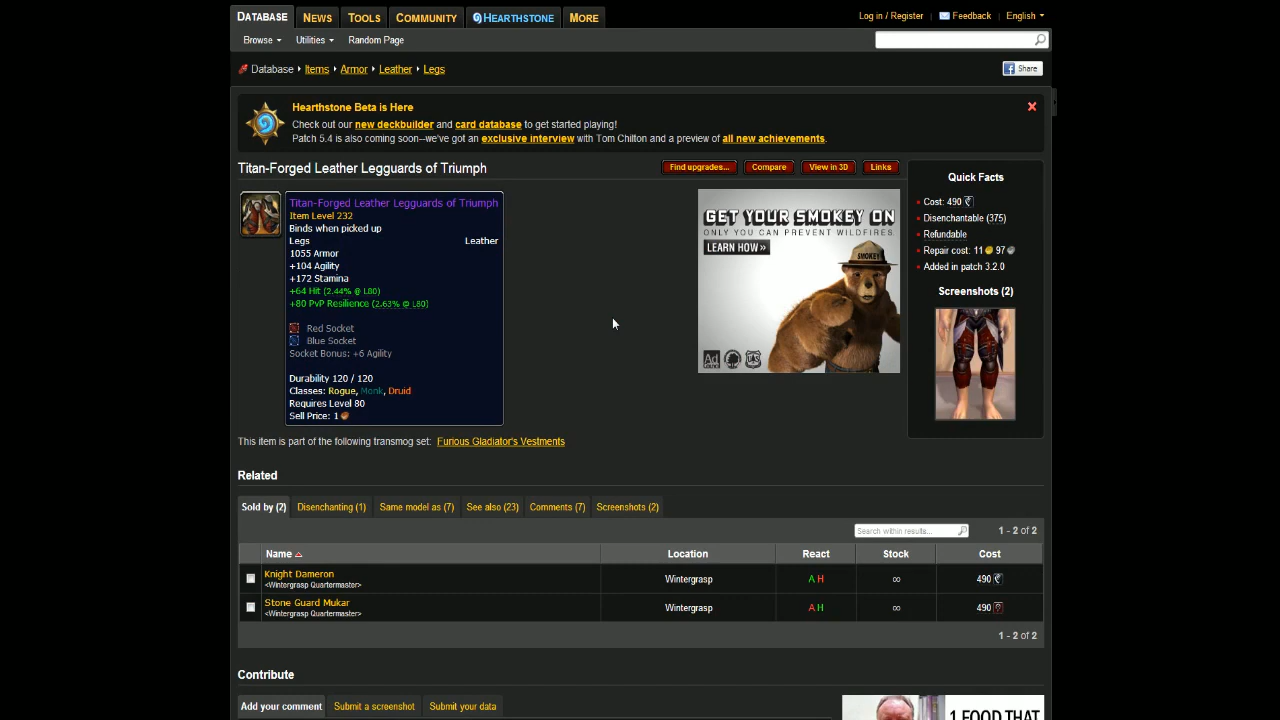 DATABASE NEWS TOOLS COMMUNITY HEARTHSTONE MORE
Log in / Register | Feedback | English
Browse Utilities Random Page
Database Items Armor Leather Legs
Share
Hearthstone Beta is Here
Check out our new deckbuilder and card database to get started playing!
Patch 5.4 is also coming soon--we've got an exclusive interview with Tom Chilton and a preview of all new achievements.
Titan-Forged Leather Legguards of Triumph
Find upgrades... Compare View in 3D Links
Titan-Forged Leather Legguards of Triumph
Item Level 232
Binds when picked up
Legs Leather
1055 Armor
+104 Agility
+172 Stamina
+64 Hit (2.44% @ L80)
+80 PvP Resilience (2.63% @ L80)
Red Socket
Blue Socket
Socket Bonus: +6 Agility
Durability 120 / 120
Classes: Rogue, Monk, Druid
Requires Level 80
Sell Price: 1
GET YOUR SMOKEY ON
ONLY YOU CAN PREVENT WILDFIRES.
LEARN HOW »
SMOKEY
Ad
Quick Facts
Cost: 490
Disenchantable (375)
Refundable
Repair cost: 11 97
Added in patch 3.2.0
Screenshots (2)
This item is part of the following transmog set: Furious Gladiator's Vestments
Related
Sold by (2) Disenchanting (1) Same model as (7) See also (23) Comments (7) Screenshots (2)
Search within results... 1 - 2 of 2
Name Location React Stock Cost
Knight Dameron Wintergrasp A H ∞ 490
<Wintergrasp Quartermaster>
Stone Guard Mukar Wintergrasp A H ∞ 490
<Wintergrasp Quartermaster>
1 - 2 of 2
Contribute
Add your comment Submit a screenshot Submit your data
1 FOOD THAT